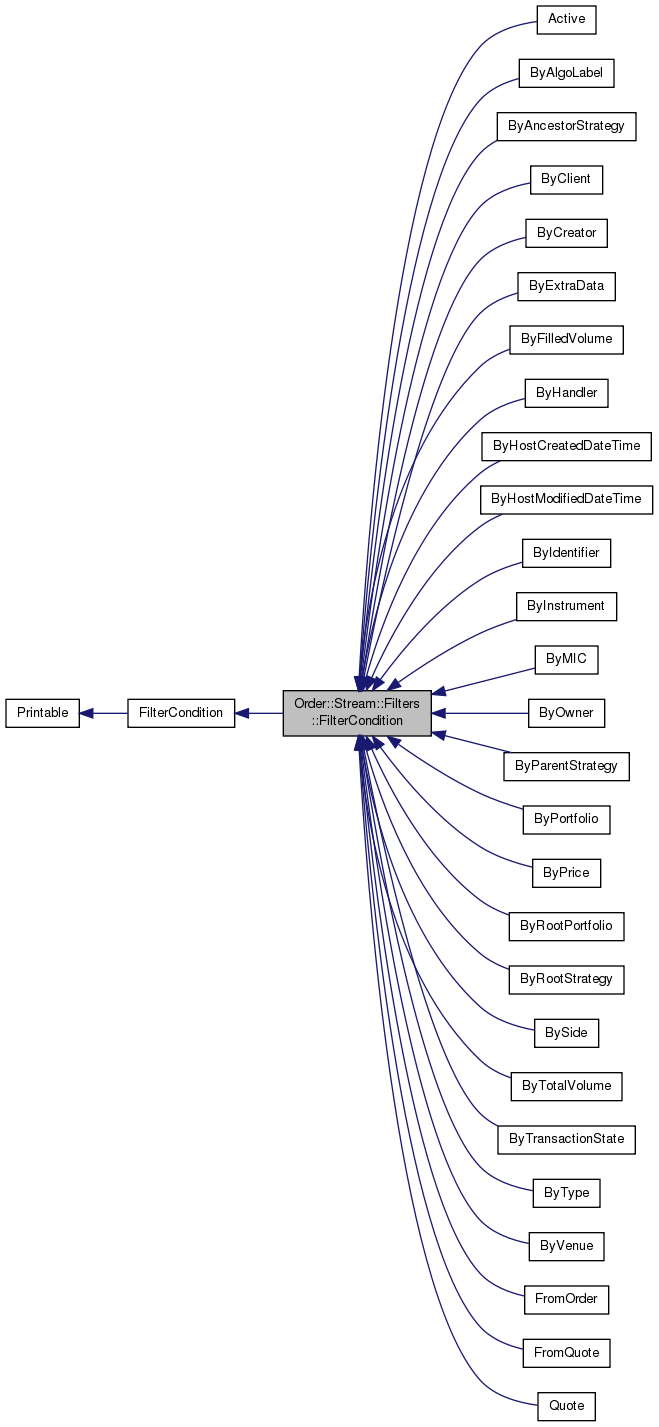 Active
ByAlgoLabel
ByAncestorStrategy
ByClient
ByCreator
ByExtraData
ByFilledVolume
ByHandler
ByHostCreatedDateTime
ByHostModifiedDateTime
ByIdentifier
ByInstrument
ByMIC
Printable
FilterCondition
Order::Stream::Filters
::FilterCondition
ByOwner
ByParentStrategy
ByPortfolio
ByPrice
ByRootPortfolio
ByRootStrategy
BySide
ByTotalVolume
ByTransactionState
ByType
ByVenue
FromOrder
FromQuote
Quote